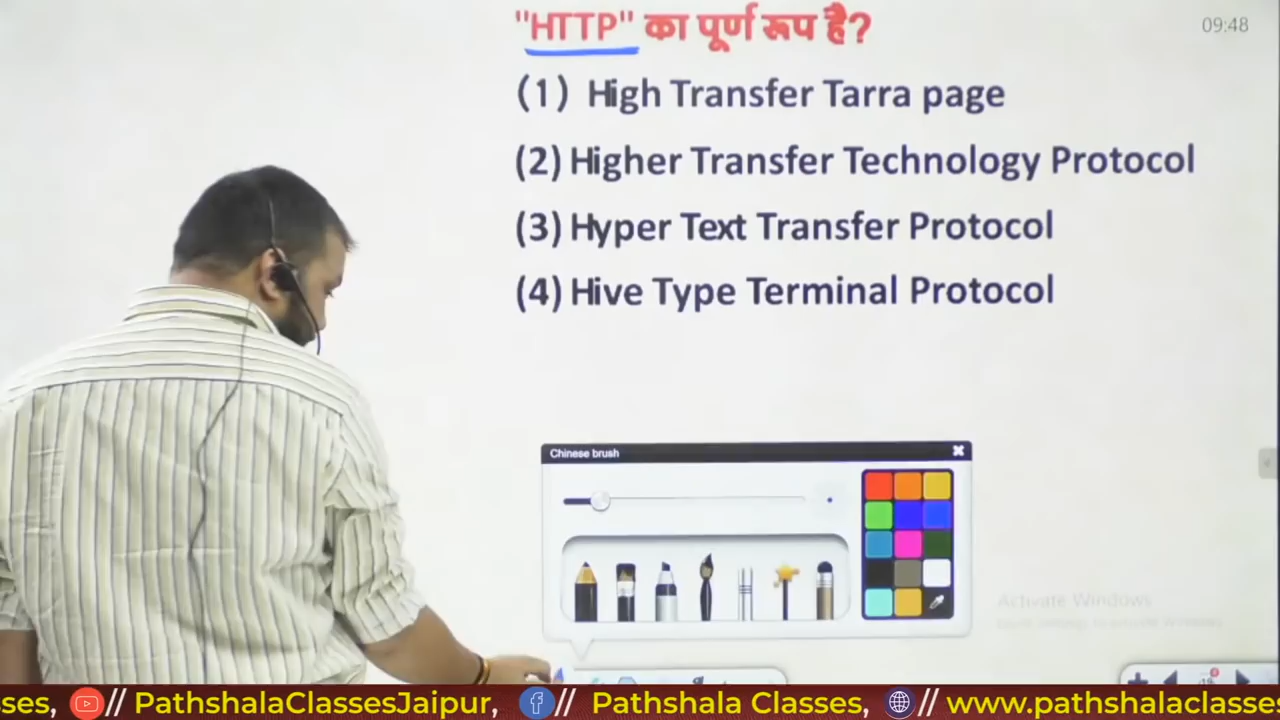 "HTTP" का पूर्ण रूप है?
09:48
(1) High Transfer Tarra page
(2) Higher Transfer Technology Protocol
(3) Hyper Text Transfer Protocol
(4) Hive Type Terminal Protocol
Chinese brush
Activate Windows
ses, // PathshalaClassesJaipur, // Pathshala Classes, // www.pathshalaclasses